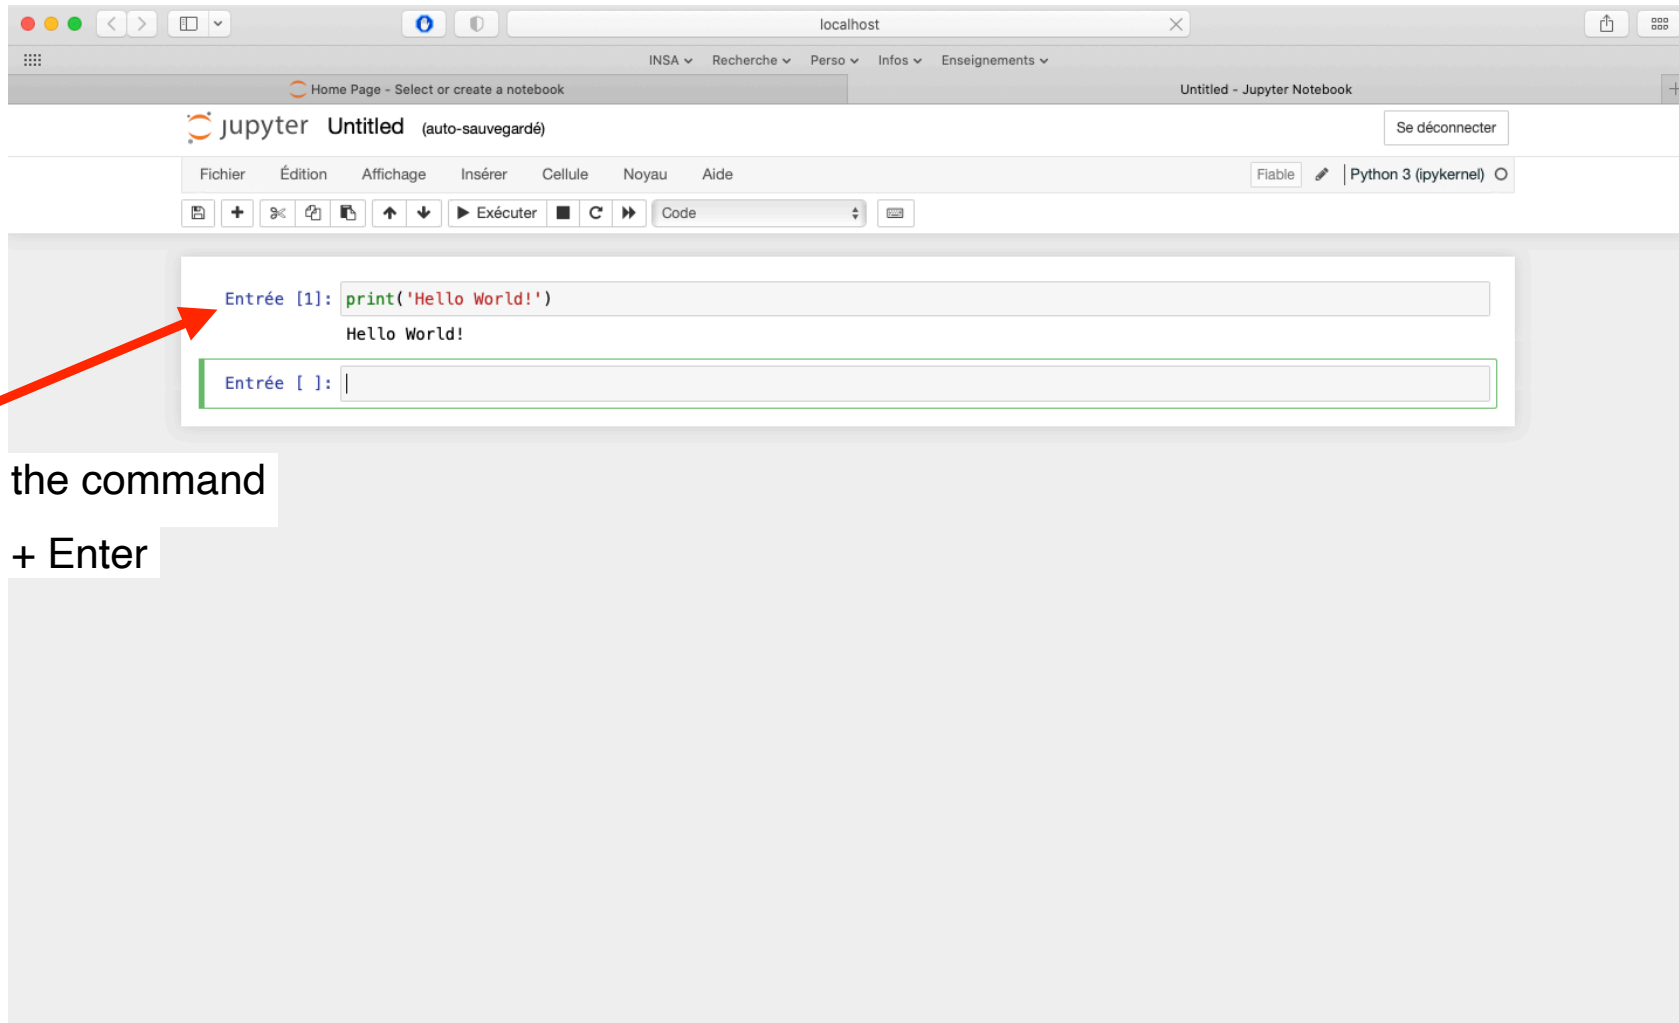 localhost
INSA Recherche Perso Infos Enseignements
Home Page - Select or create a notebook
Untitled - Jupyter Notebook
jupyter Untitled (auto-sauvegardé)
Se déconnecter
Fichier Édition Affichage Insérer Cellule Noyau Aide
Fiable Python 3 (ipykernel)
Exécuter Code
Entrée [1]: print('Hello World!')
Hello World!
Entrée [ ]:
the command
+ Enter